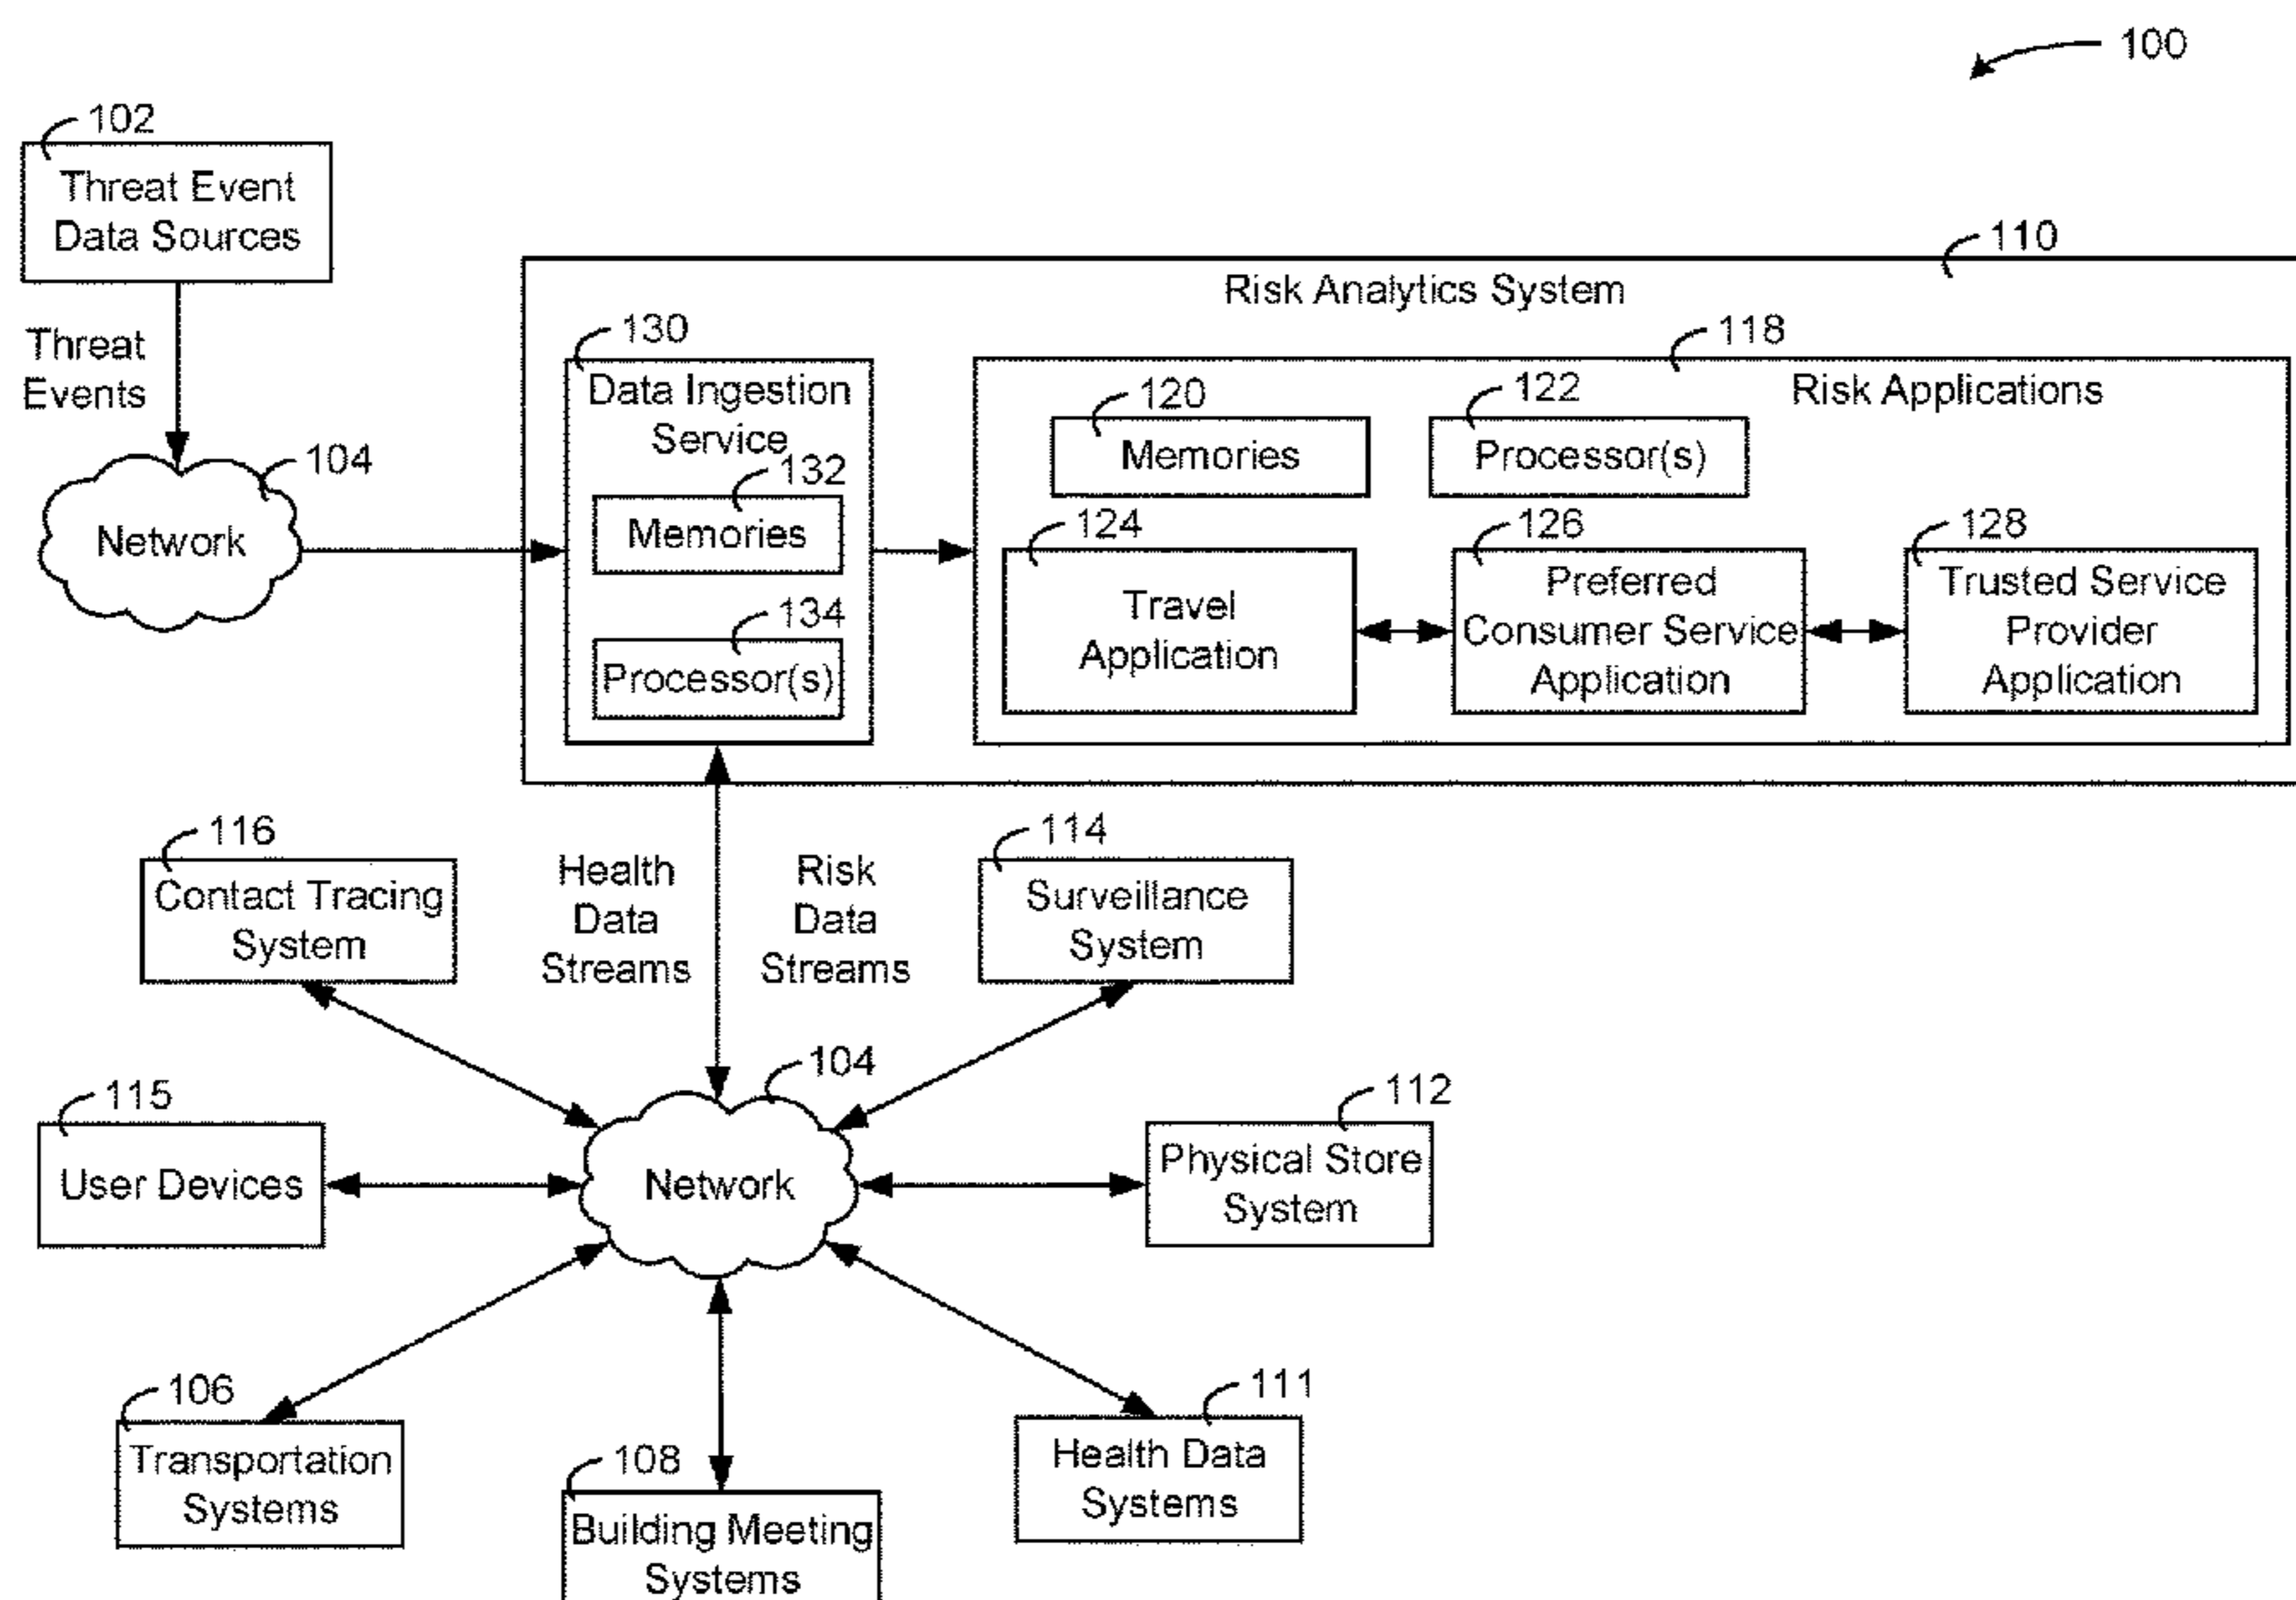 100
102
Threat Event
Data Sources
Threat
Events
104
Network
110
Risk Analytics System
130
Data Ingestion
Service
132
Memories
134
Processor(s)
118
Risk Applications
120
Memories
122
Processor(s)
124
Travel
Application
126
Preferred
Consumer Service
Application
128
Trusted Service
Provider
Application
116
Contact Tracing
System
Health
Data
Streams
Risk
Data
Streams
114
Surveillance
System
115
User Devices
104
Network
112
Physical Store
System
106
Transportation
Systems
108
Building Meeting
Systems
111
Health Data
Systems